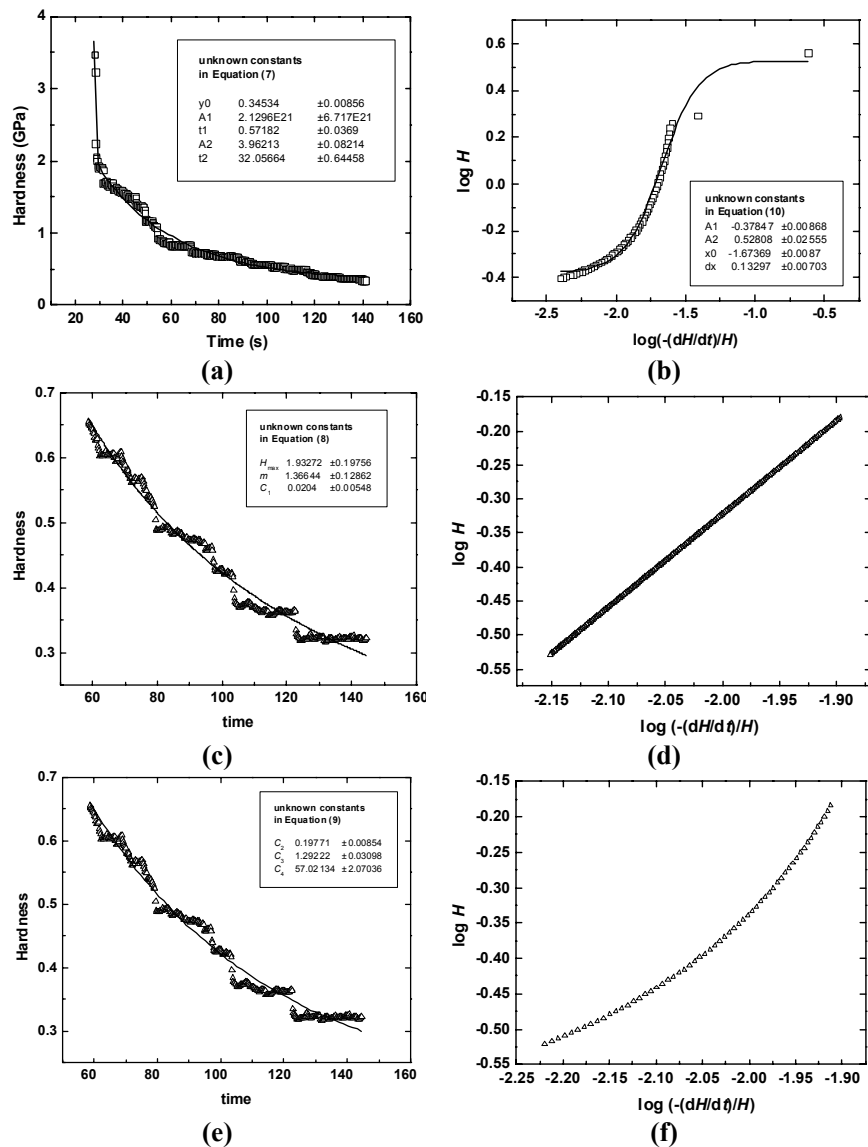 4
3
2
1
0
Hardness (GPa)
20 40 60 80 100 120 140
Time (s)
unknown constants
in Equation (7)
y0 0.34534 ±0.00856
A1 2.1296E21 ±6.717E21
t1 0.57182 ±0.0369
A2 3.96213 ±0.08214
t2 32.05664 ±0.64458
(a)
0.6
0.4
0.2
0.0
-0.2
-0.4
log H
-2.5 -2.0 -1.5 -1.0 -0.5
log(-(dH/dt)/H)
unknown constants
in Equation (10)
A1 -0.37847 ±0.00868
A2 0.52808 ±0.02555
x0 -1.67369 ±0.0087
dx 0.13297 ±0.00703
(b)
0.7
0.6
0.5
0.4
0.3
Hardness
60 80 100 120 140 160
time
unknown constants
in Equation (8)
Hmax 1.93272 ±0.19756
m 1.36644 ±0.12862
C1 0.0204 ±0.00548
(c)
-0.15
-0.20
-0.25
-0.30
-0.35
-0.40
-0.45
-0.50
-0.55
log H
-2.15 -2.10 -2.05 -2.00 -1.95 -1.90
log (-(dH/dt)/H)
(d)
0.7
0.6
0.5
0.4
0.3
Hardness
60 80 100 120 140 160
time
unknown constants
in Equation (9)
C2 0.19771 ±0.00854
C3 1.29222 ±0.03098
C4 57.02134 ±2.07036
(e)
-0.15
-0.20
-0.25
-0.30
-0.35
-0.40
-0.45
-0.50
-0.55
log H
-2.25 -2.20 -2.15 -2.10 -2.05 -2.00 -1.95 -1.90
log (-(dH/dt)/H)
(f)